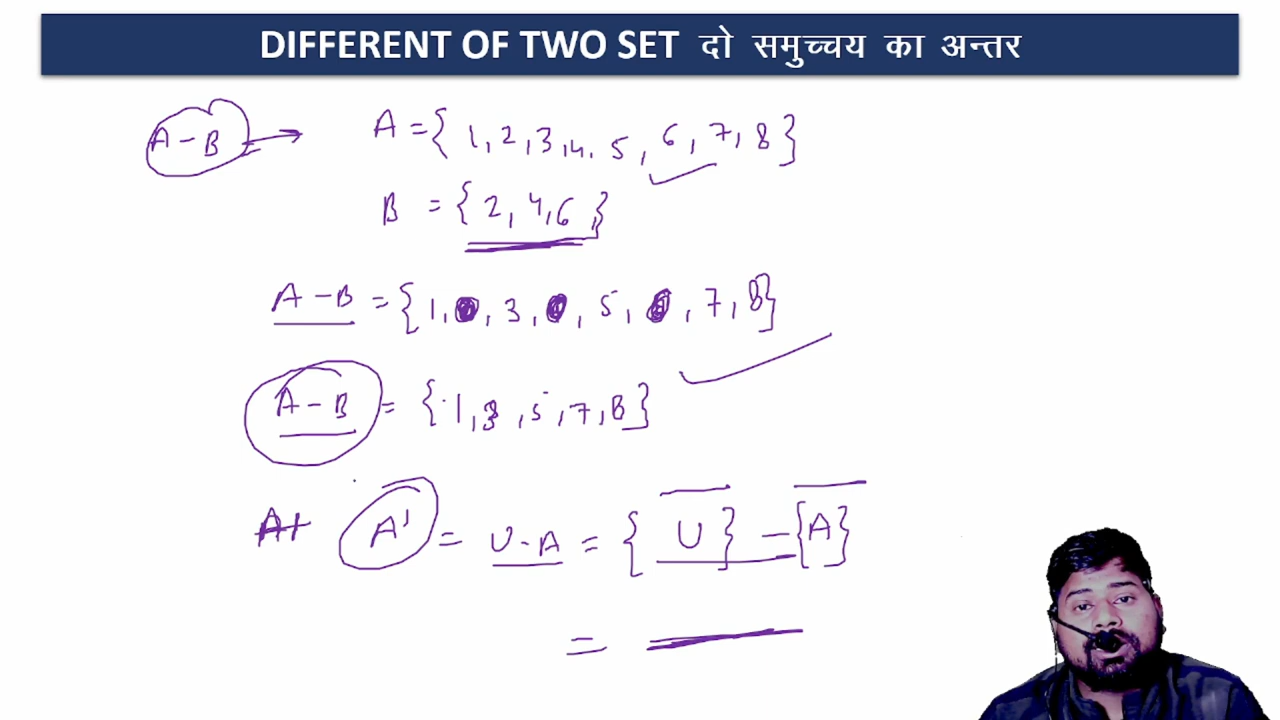 DIFFERENT OF TWO SET दो समुच्चय का अन्तर
A-B → A = {1, 2, 3, 4, 5, 6, 7, 8}
B = {2, 4, 6,}
A-B = {1, , 3, , 5, , 7, 8}
A-B = {1, 3, 5, 7, 8}
A' = U-A = {U} - {A}
=